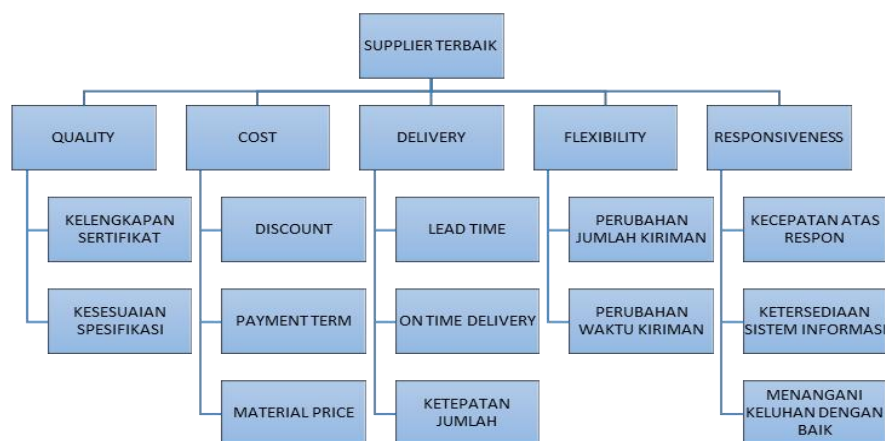 SUPPLIER TERBAIK
QUALITY
COST
DELIVERY
FLEXIBILITY
RESPONSIVENESS
KELENGKAPAN
SERTIFIKAT
DISCOUNT
LEAD TIME
PERUBAHAN
JUMLAH KIRIMAN
KECEPATAN ATAS
RESPON
KESESUAIAN
SPESIFIKASI
PAYMENT TERM
ON TIME DELIVERY
PERUBAHAN
WAKTU KIRIMAN
KETERSEDIAAN
SISTEM INFORMASI
MATERIAL PRICE
KETEPATAN
JUMLAH
MENANGANI
KELUHAN DENGAN
BAIK